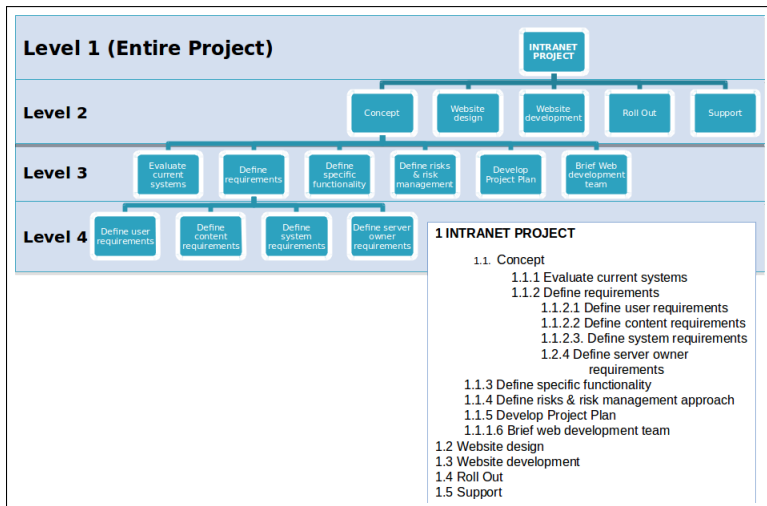 Level 1 (Entire Project)
INTRANET
PROJECT
Level 2
Concept
Website
design
Website
development
Roll Out
Support
Level 3
Evaluate
current
systems
Define
requirements
Define
specific
functionality
Define risks
& risk
management
Develop
Project Plan
Brief Web
development
team
Level 4
Define user
requirements
Define
content
requirements
Define
system
requirements
Define server
owner
requirements
1 INTRANET PROJECT
1.1. Concept
1.1.1 Evaluate current systems
1.1.2 Define requirements
1.1.2.1 Define user requirements
1.1.2.2 Define content requirements
1.1.2.3. Define system requirements
1.2.4 Define server owner
requirements
1.1.3 Define specific functionality
1.1.4 Define risks & risk management approach
1.1.5 Develop Project Plan
1.1.1.6 Brief web development team
1.2 Website design
1.3 Website development
1.4 Roll Out
1.5 Support